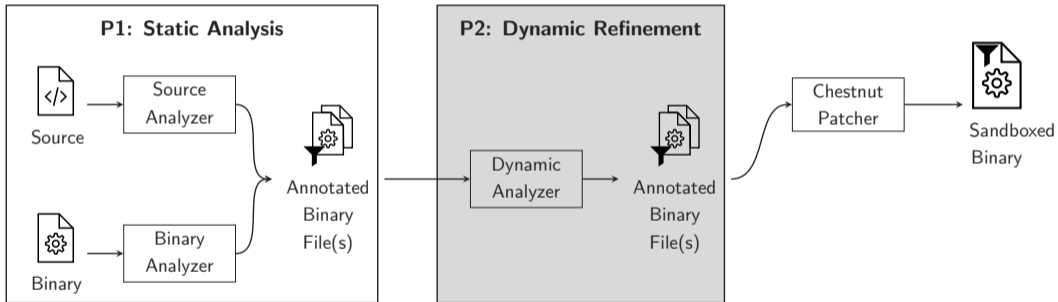 P1: Static Analysis
</>
Source
Source
Analyzer
Binary
Binary
Analyzer
Annotated
Binary
File(s)
P2: Dynamic Refinement
Dynamic
Analyzer
Annotated
Binary
File(s)
Chestnut
Patcher
Sandboxed
Binary